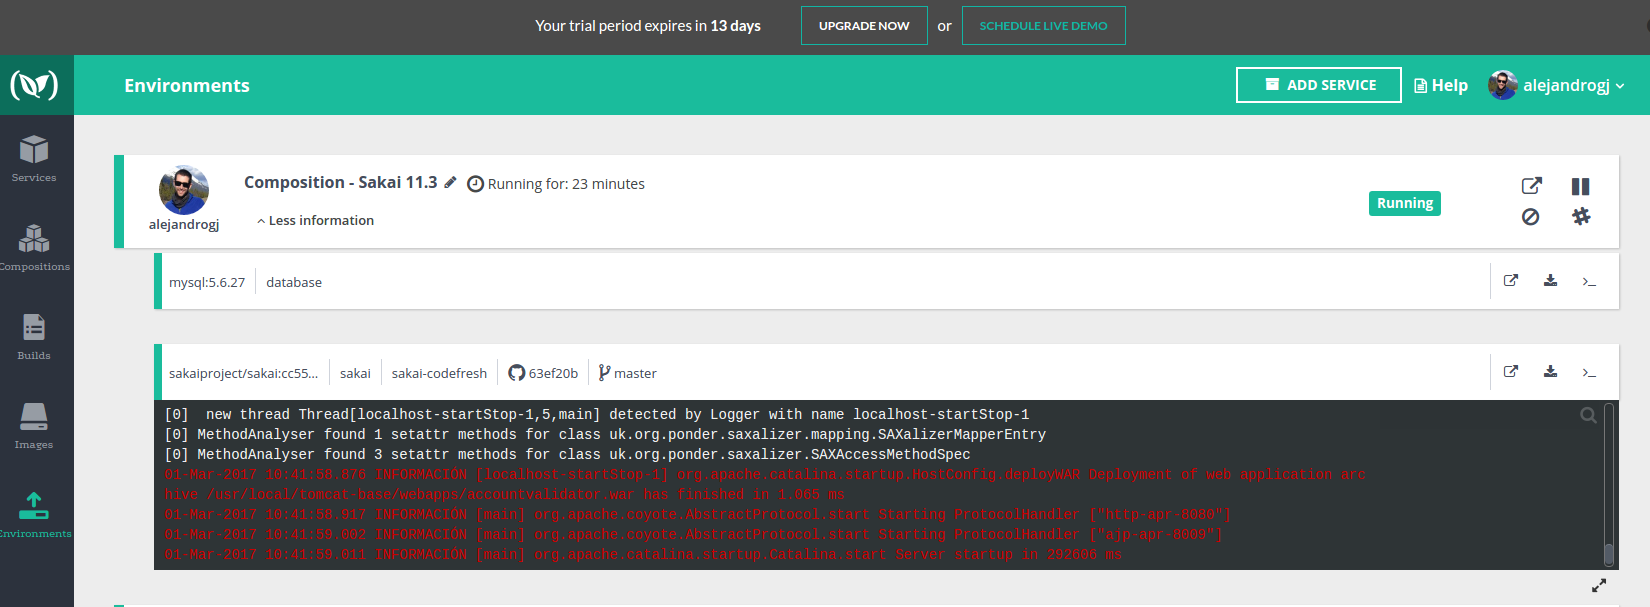 Your trial period expires in 13 days UPGRADE NOW or SCHEDULE LIVE DEMO
Environments ADD SERVICE Help alejandrogj
Services
Compositions
Builds
Images
Environments
Composition - Sakai 11.3 Running for: 23 minutes
alejandrogj Less information
Running
mysql:5.6.27 database
sakaiproject/sakai:cc55... sakai sakai-codefresh 63ef20b master
[0]  new thread Thread[localhost-startStop-1,5,main] detected by Logger with name localhost-startStop-1
[0] MethodAnalyser found 1 setattr methods for class uk.org.ponder.saxalizer.mapping.SAXalizerMapperEntry
[0] MethodAnalyser found 3 setattr methods for class uk.org.ponder.saxalizer.SAXAccessMethodSpec
01-Mar-2017 10:41:58.876 INFORMACIÓN [localhost-startStop-1] org.apache.catalina.startup.HostConfig.deployWAR Deployment of web application arc
hive /usr/local/tomcat-base/webapps/accountvalidator.war has finished in 1.065 ms
01-Mar-2017 10:41:58.917 INFORMACIÓN [main] org.apache.coyote.AbstractProtocol.start Starting ProtocolHandler ["http-apr-8080"]
01-Mar-2017 10:41:59.002 INFORMACIÓN [main] org.apache.coyote.AbstractProtocol.start Starting ProtocolHandler ["ajp-apr-8009"]
01-Mar-2017 10:41:59.011 INFORMACIÓN [main] org.apache.catalina.startup.Catalina.start Server startup in 292606 ms